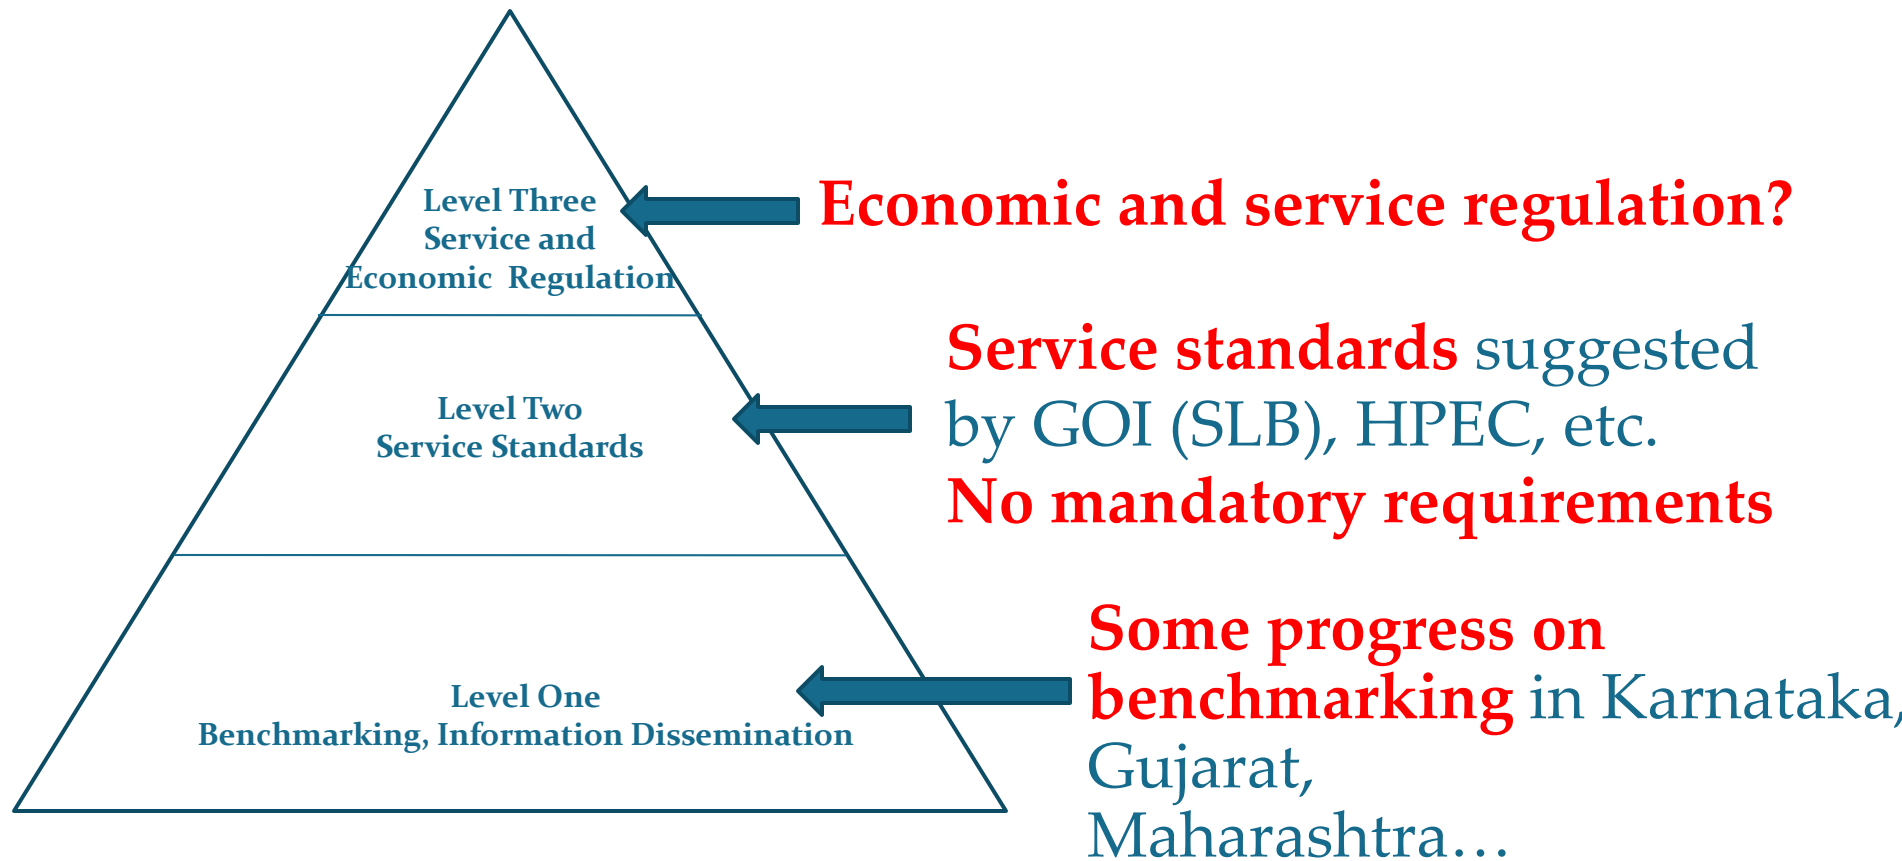 Level Three
Service and
Economic Regulation
Economic and service regulation?
Level Two
Service Standards
Service standards suggested
by GOI (SLB), HPEC, etc.
No mandatory requirements
Level One
Benchmarking, Information Dissemination
Some progress on
benchmarking in Karnataka,
Gujarat,
Maharashtra…